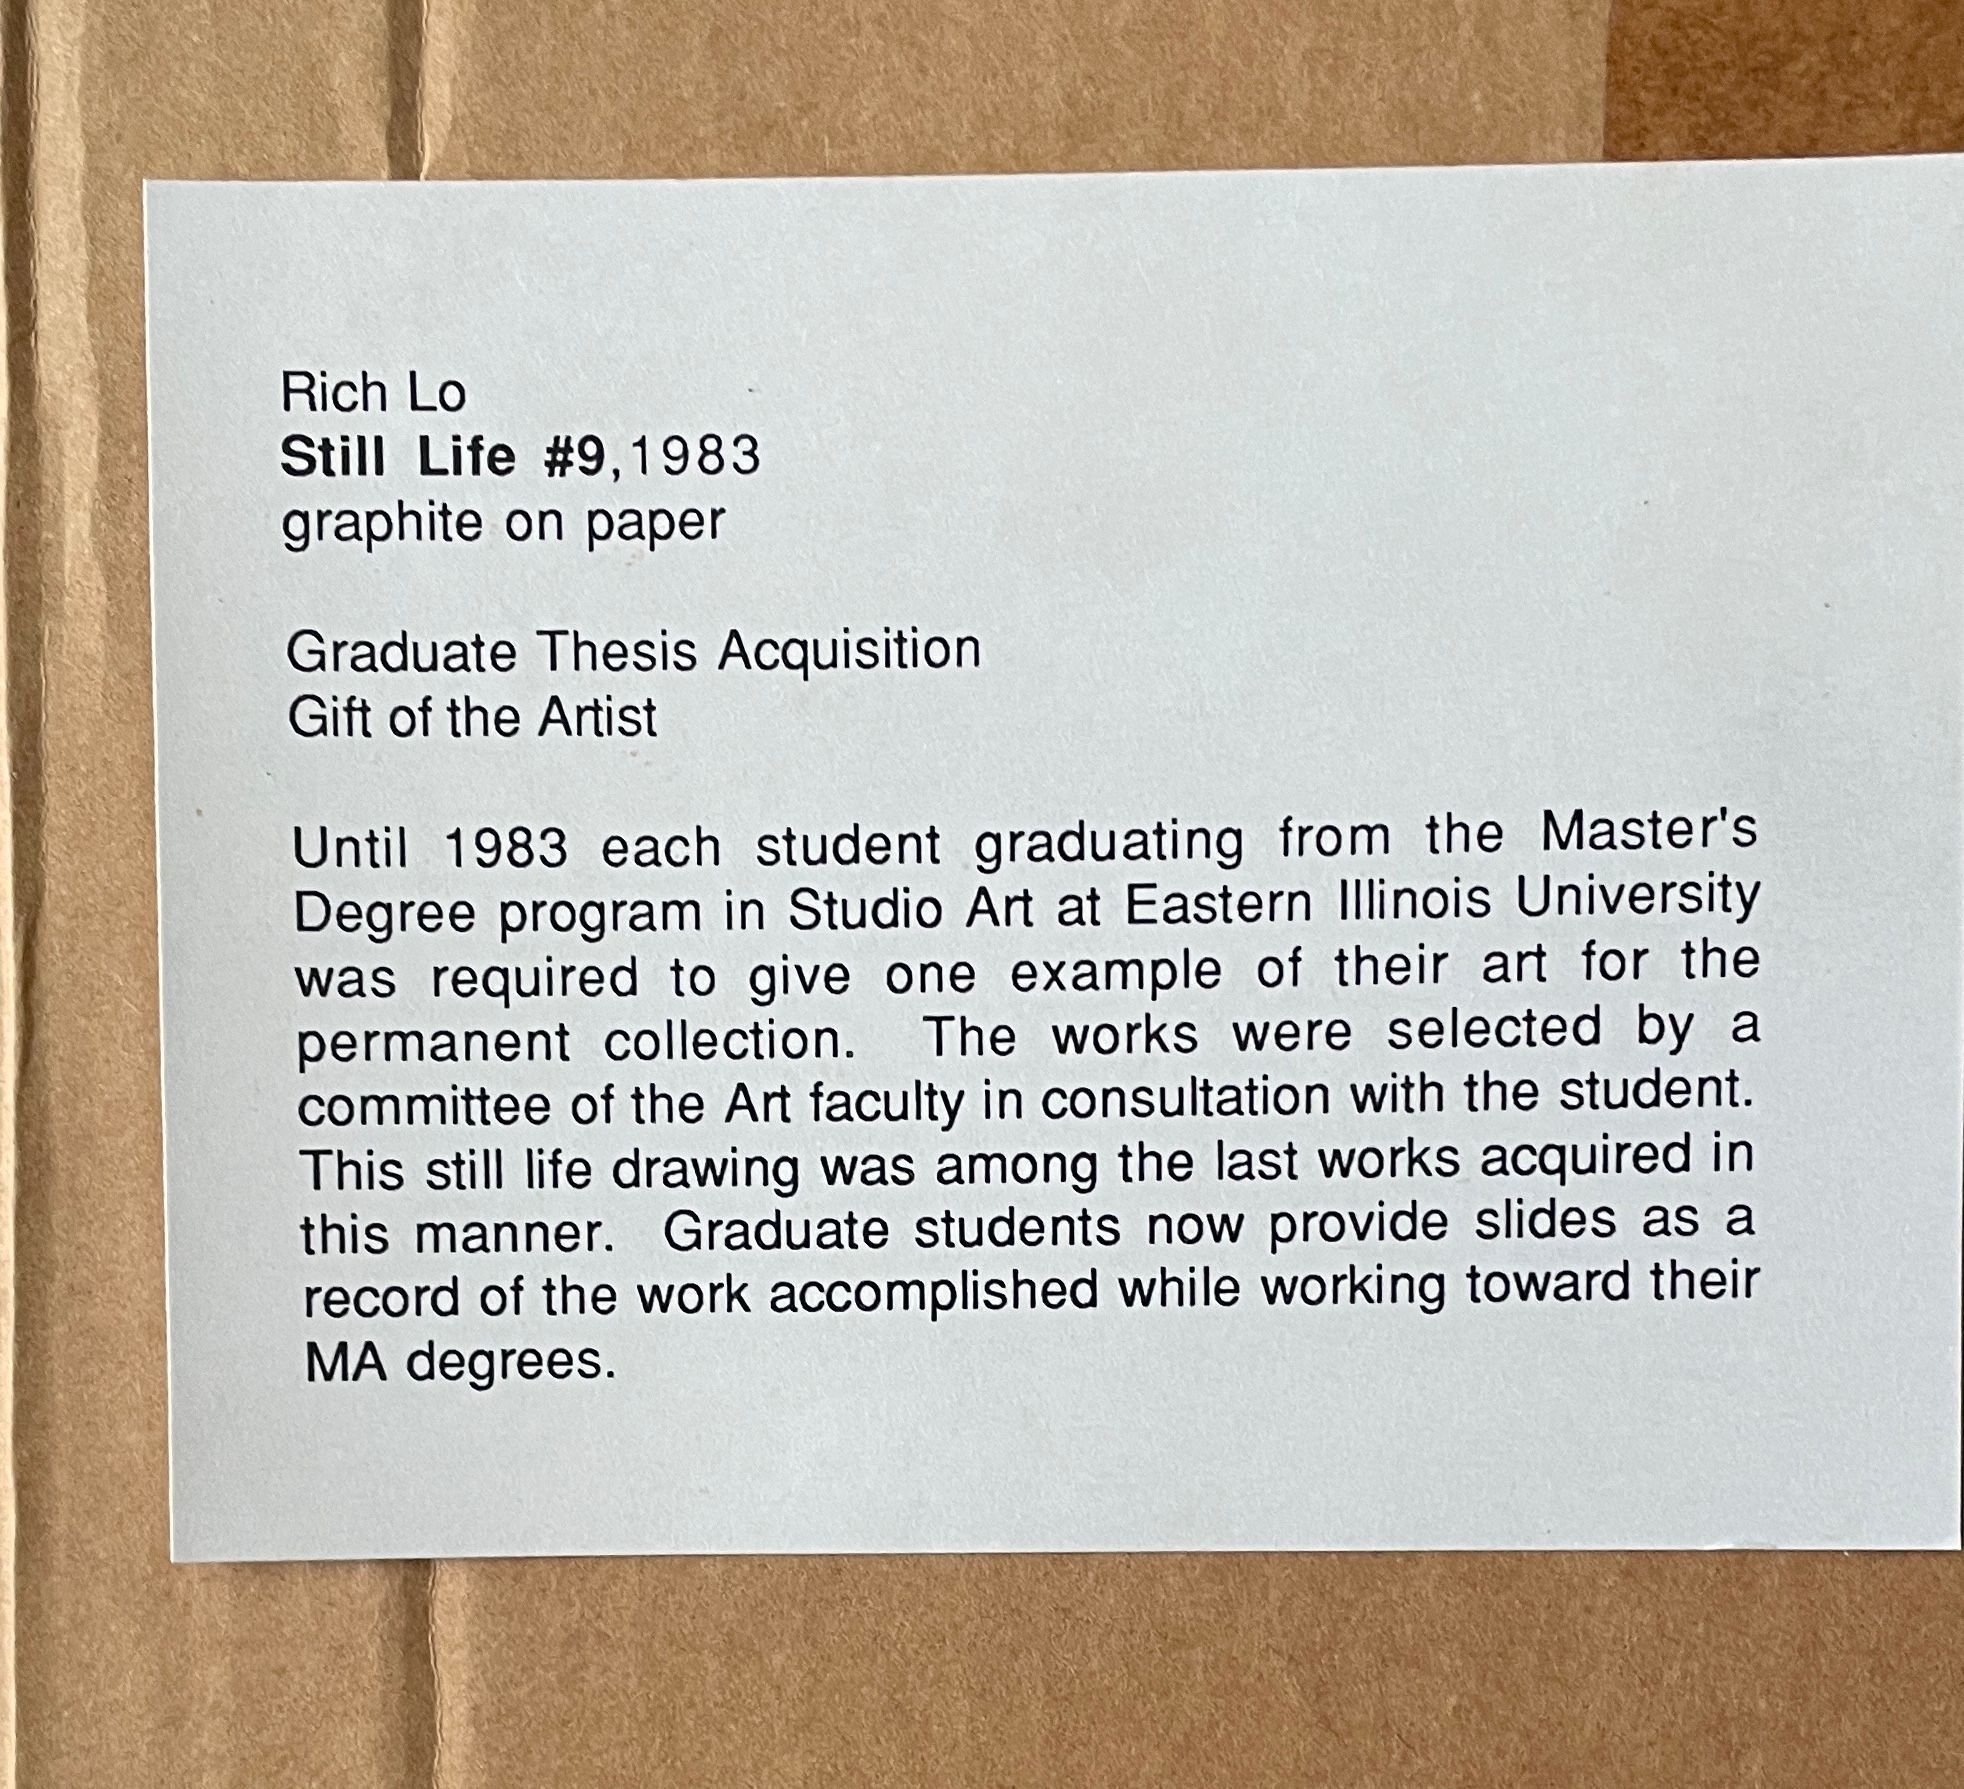 Rich Lo
Still Life #9,1983
graphite on paper
Graduate Thesis Acquisition
Gift of the Artist
Until 1983 each student graduating from the Master's
Degree program in Studio Art at Eastern Illinois University
was required to give one example of their art for the
permanent collection. The works were selected by a
committee of the Art faculty in consultation with the student.
This still life drawing was among the last works acquired in
this manner. Graduate students now provide slides as a
record of the work accomplished while working toward their
MA degrees.